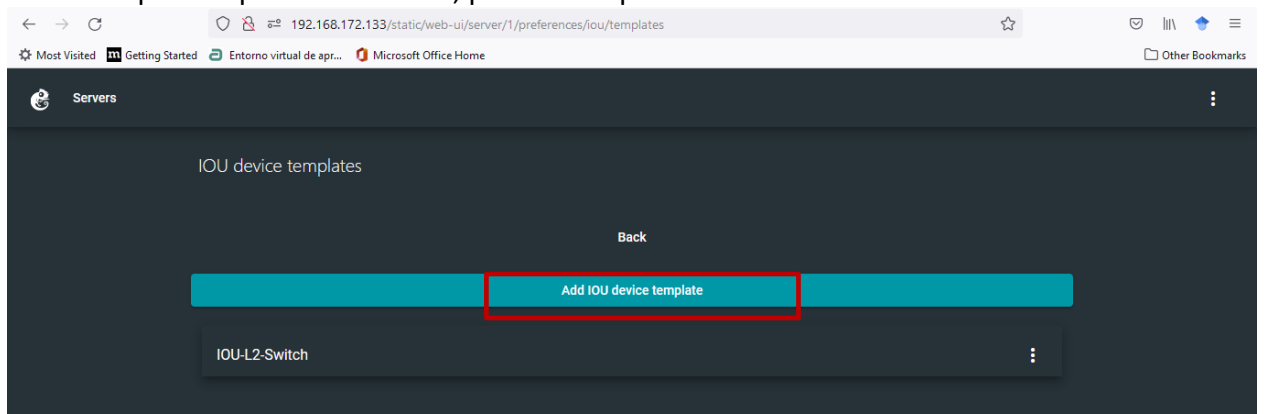 192.168.172.133/static/web-ui/server/1/preferences/iou/templates
Most Visited Getting Started Entorno virtual de apr... Microsoft Office Home Other Bookmarks
Servers
IOU device templates
Back
Add IOU device template
IOU-L2-Switch